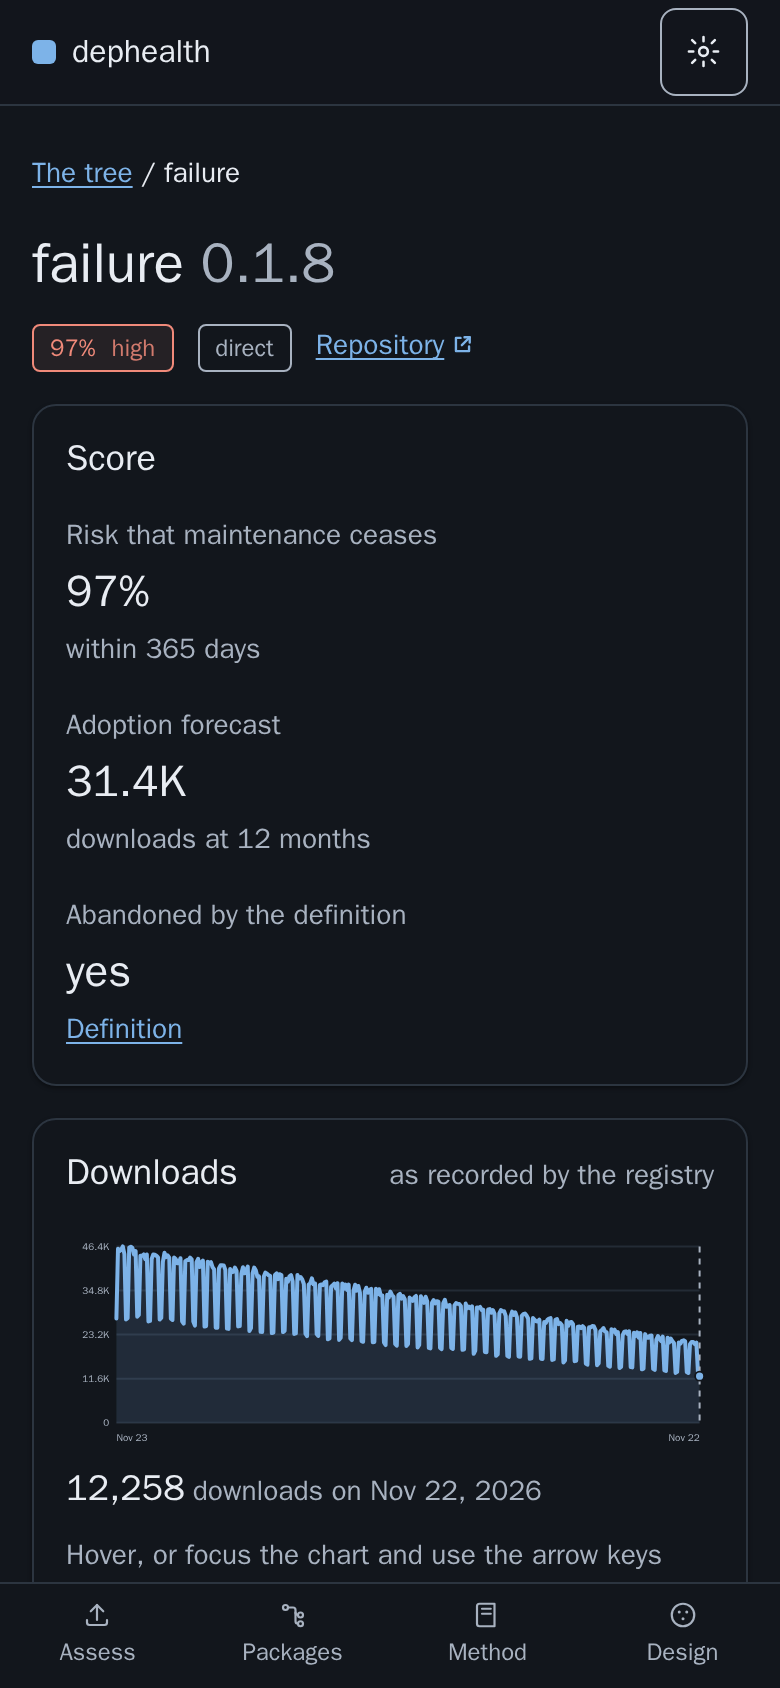 dephealth
The tree / failure
failure 0.1.8
97% high direct Repository
Score
Risk that maintenance ceases
97%
within 365 days
Adoption forecast
31.4K
downloads at 12 months
Abandoned by the definition
yes
Definition
Downloads as recorded by the registry
46.4K
34.8K
23.2K
11.6K
0
Nov 23 Nov 22
12,258 downloads on Nov 22, 2026
Hover, or focus the chart and use the arrow keys
Assess Packages Method Design